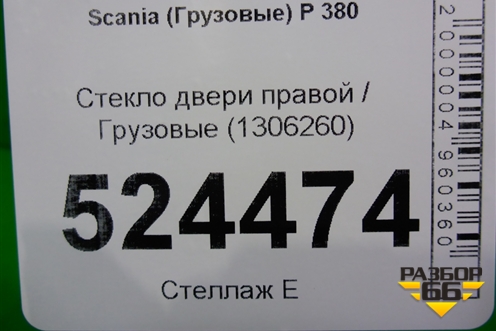 Scania (Грузовые) P 380
Стекло двери правой /
Грузовые (1306260)
524474
Стеллаж Е
2000004960360
РАЗБОР
66